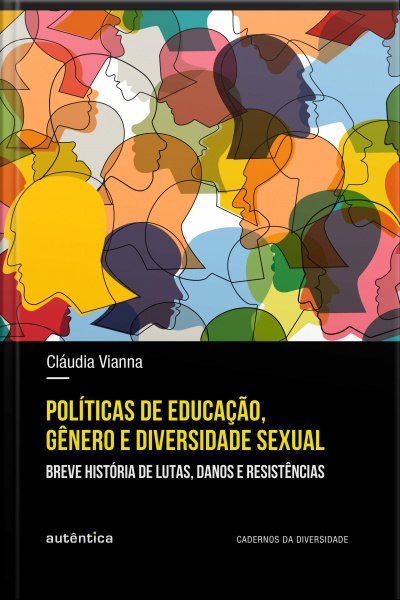 Cláudia Vianna
POLÍTICAS DE EDUCAÇÃO,
GÊNERO E DIVERSIDADE SEXUAL
BREVE HISTÓRIA DE LUTAS, DANOS E RESISTÊNCIAS
autêntica
CADERNOS DA DIVERSIDADE